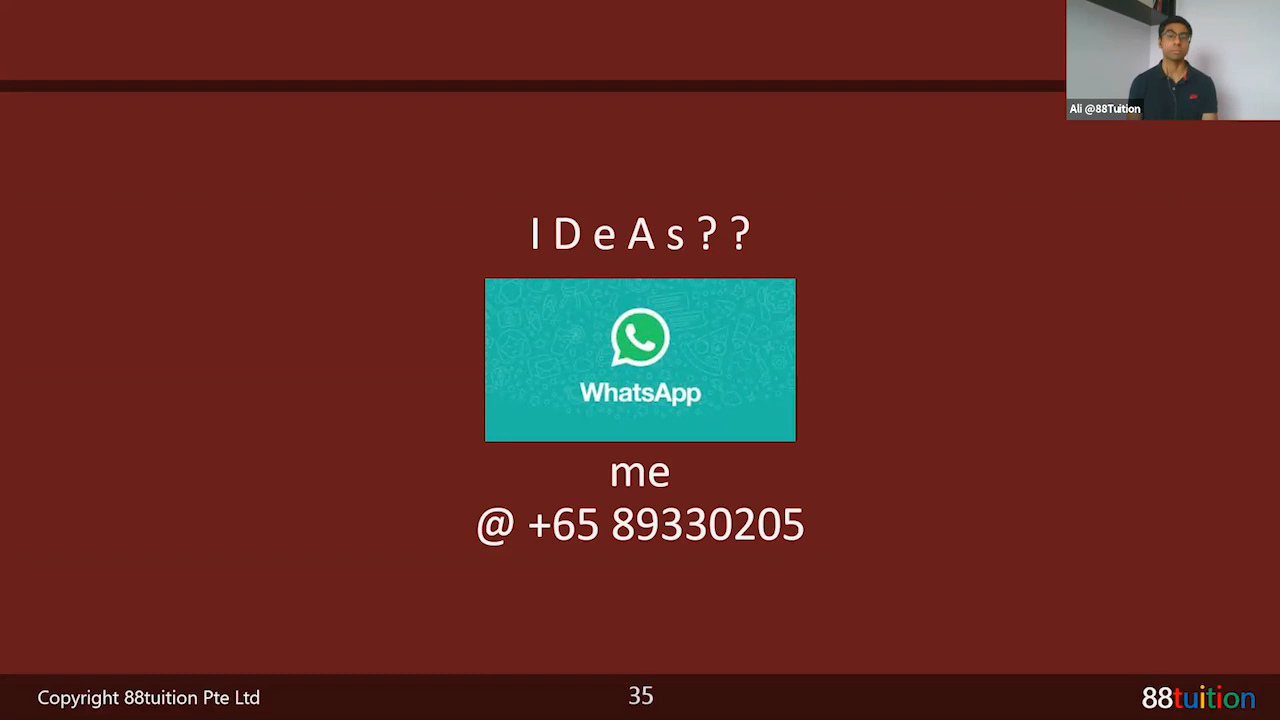 Ali @88Tuition
I D e A s ? ?
WhatsApp
me
@ +65 89330205
Copyright 88tuition Pte Ltd
35
88tuition